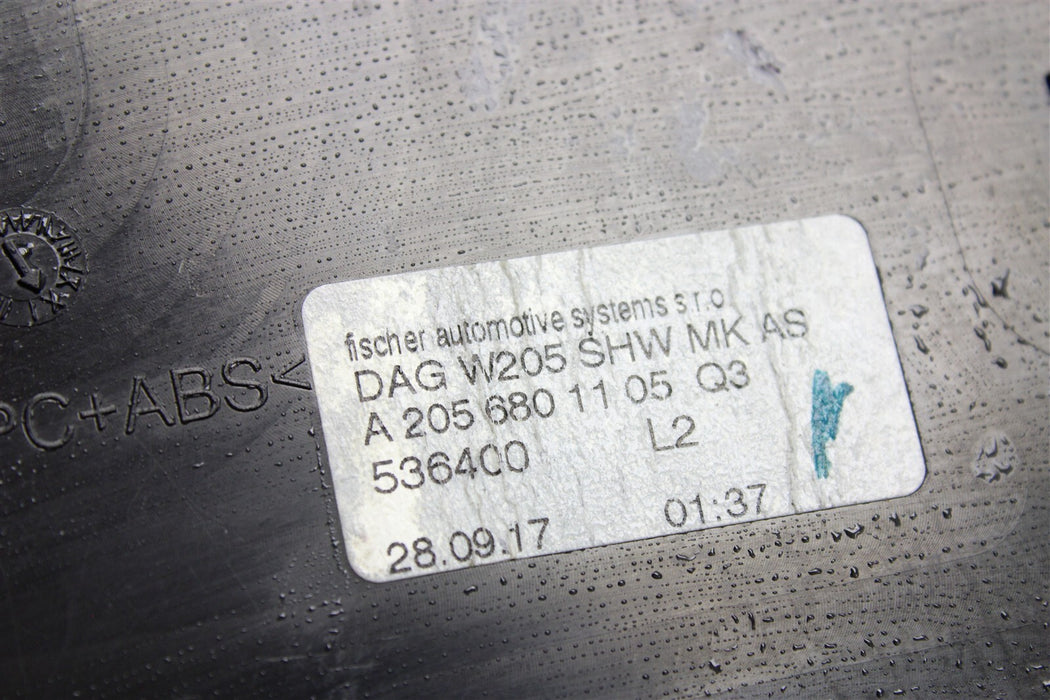 fischer automotive systems s r o
DAG W205 SHW MK AS
A 205 680 11 05 Q3
536400 L2
28.09.17 01:37
PC+ABS<